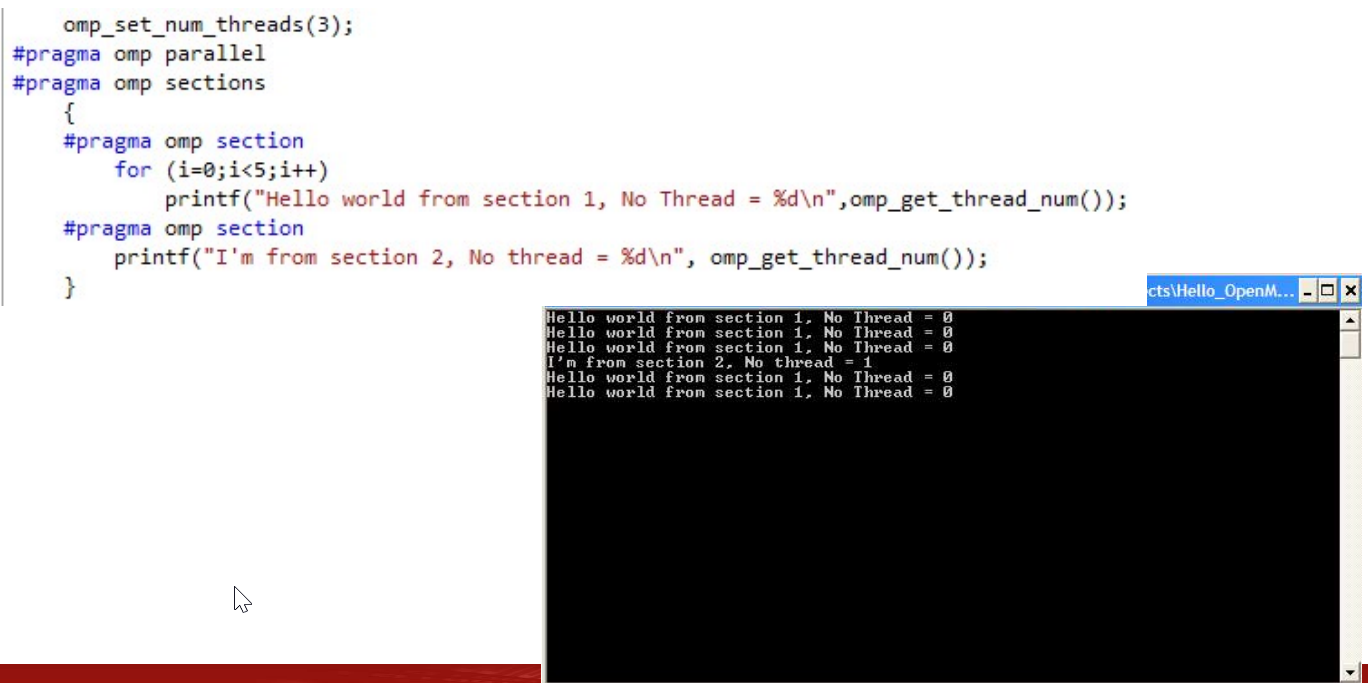 omp_set_num_threads(3);
#pragma omp parallel
#pragma omp sections
{
#pragma omp section
for (i=0;i<5;i++)
printf("Hello world from section 1, No Thread = %d\n",omp_get_thread_num());
#pragma omp section
printf("I'm from section 2, No thread = %d\n", omp_get_thread_num());
}
cts\Hello_OpenM...
Hello world from section 1, No Thread = 0
Hello world from section 1, No Thread = 0
Hello world from section 1, No Thread = 0
I'm from section 2, No thread = 1
Hello world from section 1, No Thread = 0
Hello world from section 1, No Thread = 0